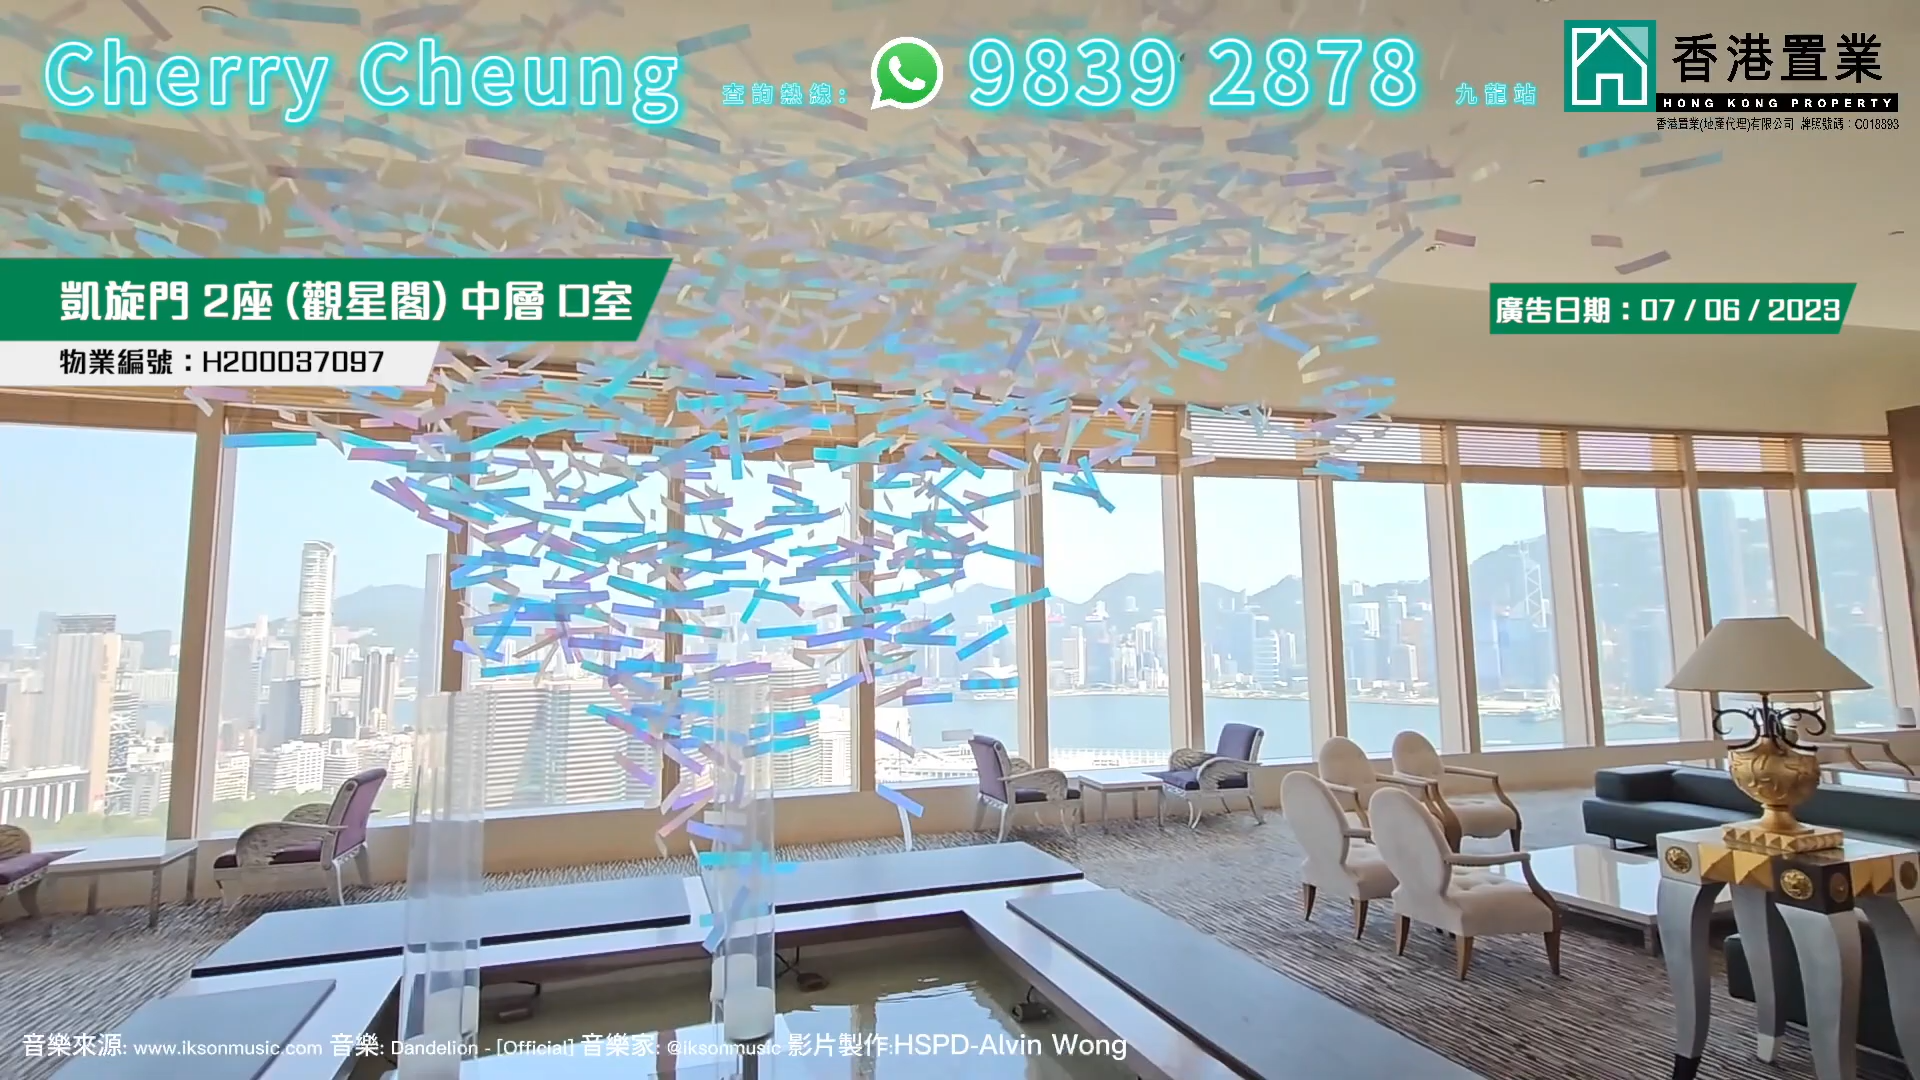 Cherry Cheung 查詢熱線: 9839 2878 九龍站
香港置業
HONG KONG PROPERTY
香港置業(地產代理)有限公司 牌照號碼:C018893
凱旋門 2座 (觀星閣) 中層 D室
廣告日期:07 / 06 / 2023
物業編號:H200037097
音樂來源: www.iksonmusic.com 音樂: Dandelion - [Official] 音樂家: @iksonmusic 影片製作:HSPD-Alvin Wong